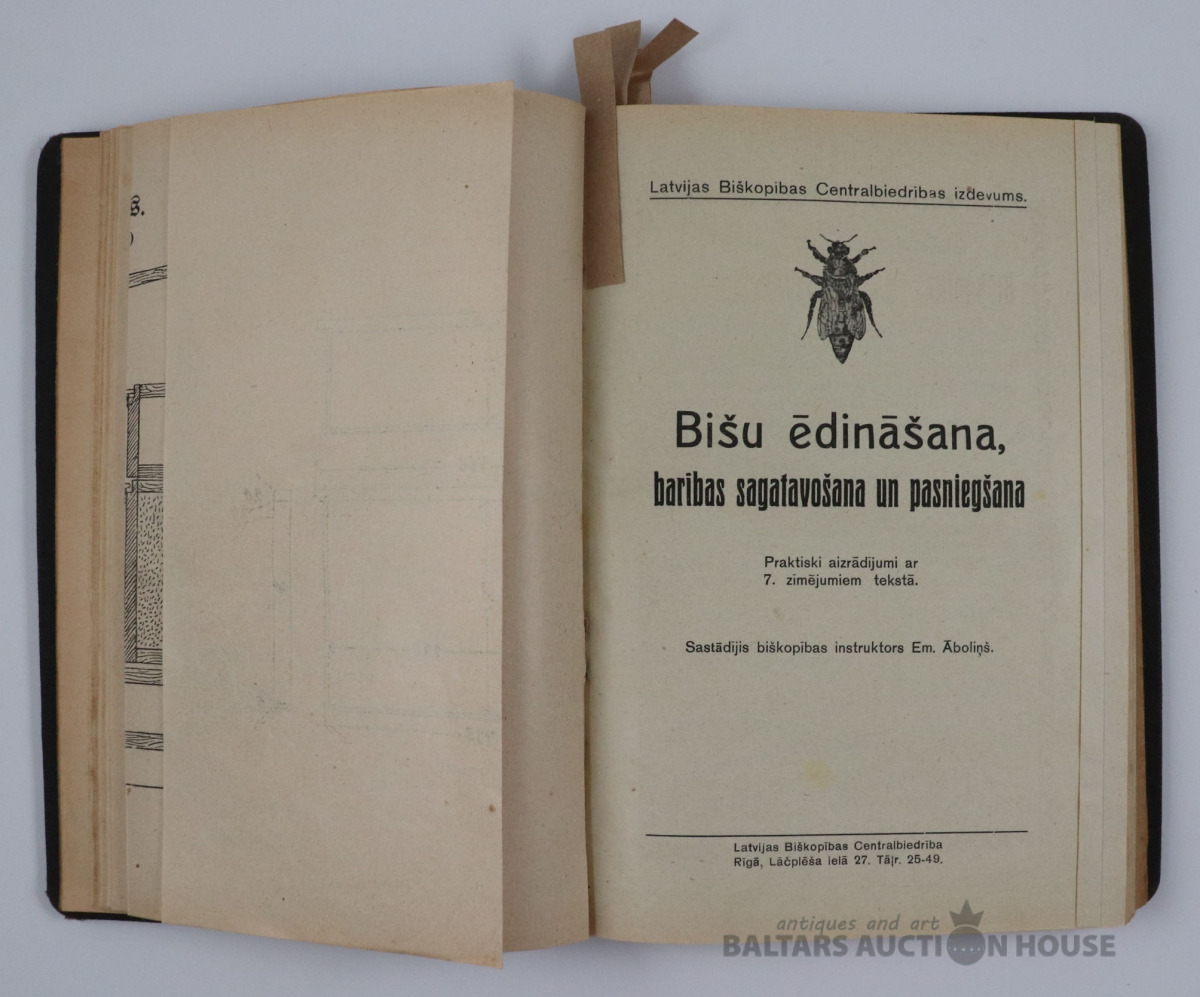 Latvijas Biškopības Centralbiedrības izdevums.
Bišu ēdināšana,
barības sagatavošana un pasniegšana
Praktiski aizrādījumi ar
7. zīmējumiem tekstā.
Sastādījis biškopības instruktors Em. Āboliņš.
Latvijas Biškopības Centralbiedrība
Rīgā, Lāčplēša ielā 27. Tāļr. 25-49.
antiques and art
BALTARS AUCTION HOUSE